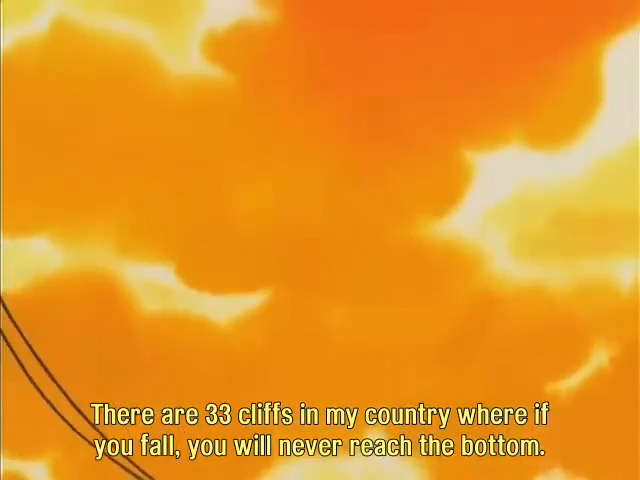 There are 33 cliffs in my country where if
you fall, you will never reach the bottom.